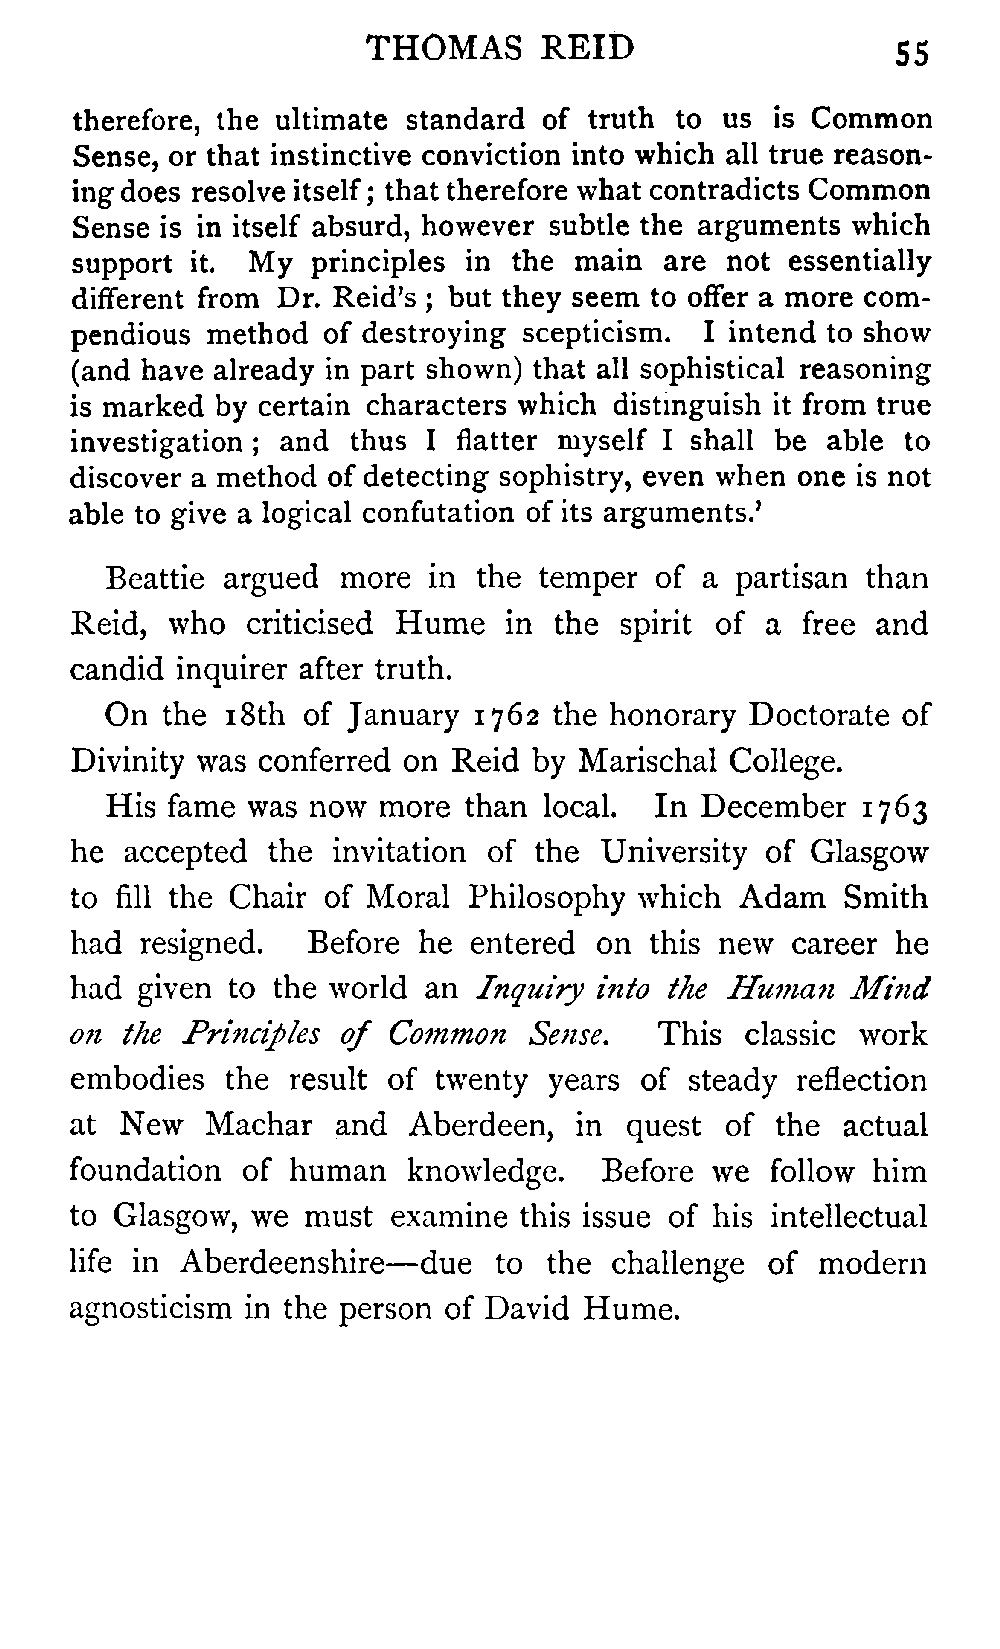 THOMAS REID 55
therefore, the ultimate standard of truth to us is Common
Sense, or that instinctive conviction into which all true reason-
ing does resolve itself; that therefore what contradicts Common
Sense is in itself absurd, however subtle the arguments which
support it. My principles in the main are not essentially
different from Dr. Reid's; but they seem to offer a more com-
pendious method of destroying scepticism. I intend to show
(and have already in part shown) that all sophistical reasoning
is marked by certain characters which distinguish it from true
investigation; and thus I flatter myself I shall be able to
discover a method of detecting sophistry, even when one is not
able to give a logical confutation of its arguments.'
Beattie argued more in the temper of a partisan than
Reid, who criticised Hume in the spirit of a free and
candid inquirer after truth.
On the 18th of January 1762 the honorary Doctorate of
Divinity was conferred on Reid by Marischal College.
His fame was now more than local. In December 1763
he accepted the invitation of the University of Glasgow
to fill the Chair of Moral Philosophy which Adam Smith
had resigned. Before he entered on this new career he
had given to the world an Inquiry into the Human Mind
on the Principles of Common Sense. This classic work
embodies the result of twenty years of steady reflection
at New Machar and Aberdeen, in quest of the actual
foundation of human knowledge. Before we follow him
to Glasgow, we must examine this issue of his intellectual
life in Aberdeenshire—due to the challenge of modern
agnosticism in the person of David Hume.